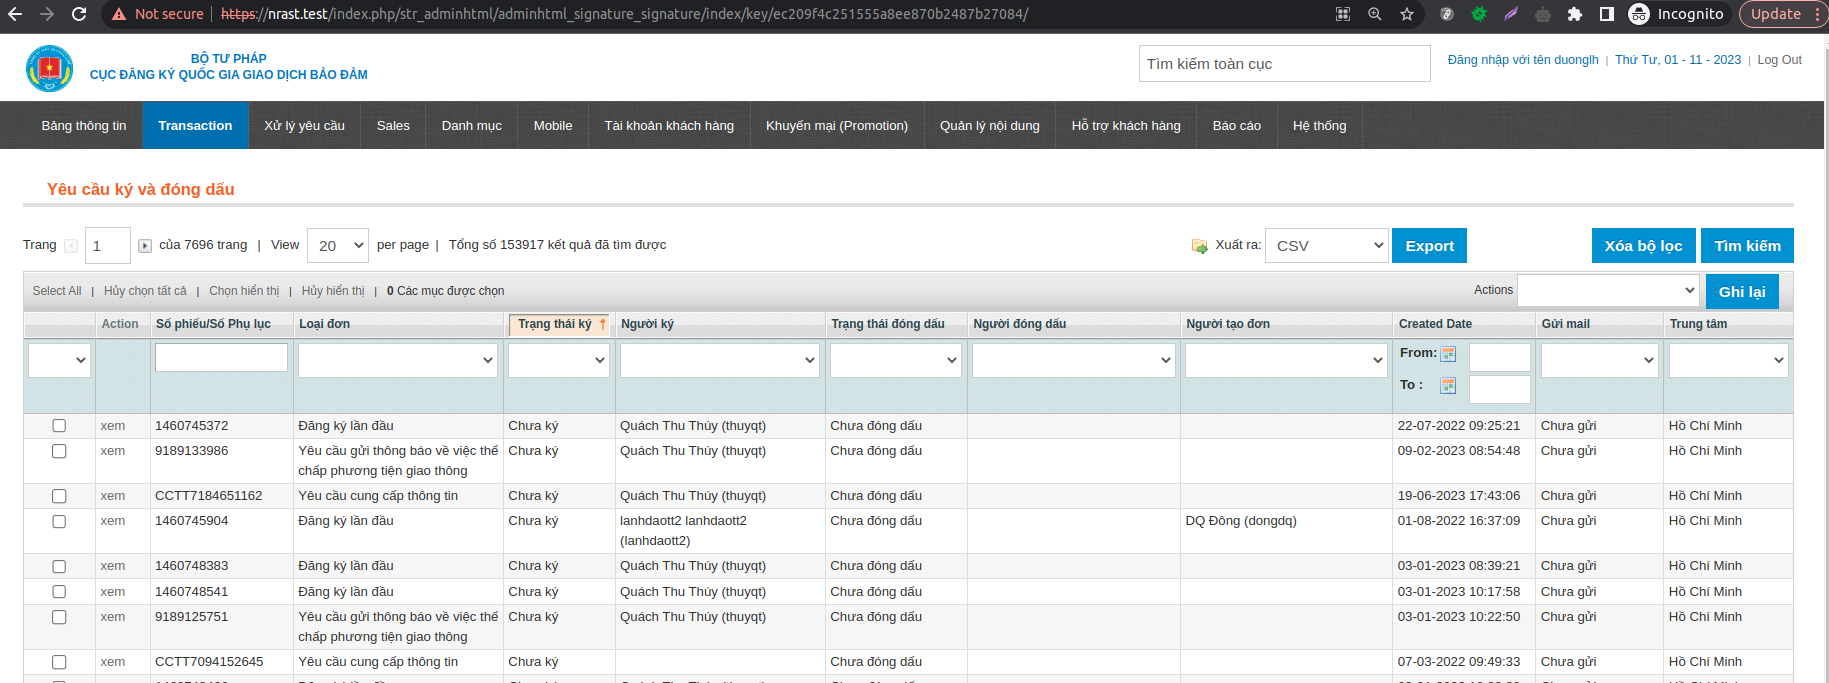 Not secure
https://nrast.test/index.php/str_adminhtml/adminhtml_signature_signature/index/key/ec209f4c251555a8ee870b2487b27084/
Incognito
Update
BỘ TƯ PHÁP
CỤC ĐĂNG KÝ QUỐC GIA GIAO DỊCH BẢO ĐẢM
Tìm kiếm toàn cục
Đăng nhập với tên duonglh | Thứ Tư, 01 - 11 - 2023 | Log Out
Bảng thông tin Transaction Xử lý yêu cầu Sales Danh mục Mobile Tài khoản khách hàng Khuyến mại (Promotion) Quản lý nội dung Hỗ trợ khách hàng Báo cáo Hệ thống
Yêu cầu ký và đóng dấu
Trang 1 của 7696 trang | View 20 per page | Tổng số 153917 kết quả đã tìm được
Xuất ra: CSV Export Xóa bộ lọc Tìm kiếm
Select All | Hủy chọn tất cả | Chọn hiển thị | Hủy hiển thị | 0 Các mục được chọn
Actions Ghi lại
Action Số phiếu/Số Phụ lục Loại đơn Trạng thái ký Người ký Trạng thái đóng dấu Người đóng dấu Người tạo đơn Created Date Gửi mail Trung tâm
From:
To :
xem 1460745372 Đăng ký lần đầu Chưa ký Quách Thu Thúy (thuyqt) Chưa đóng dấu 22-07-2022 09:25:21 Chưa gửi Hồ Chí Minh
xem 9189133986 Yêu cầu gửi thông báo về việc thế Chưa ký Quách Thu Thúy (thuyqt) Chưa đóng dấu 09-02-2023 08:54:48 Chưa gửi Hồ Chí Minh
chấp phương tiện giao thông
xem CCTT7184651162 Yêu cầu cung cấp thông tin Chưa ký Quách Thu Thúy (thuyqt) Chưa đóng dấu 19-06-2023 17:43:06 Chưa gửi Hồ Chí Minh
xem 1460745904 Đăng ký lần đầu Chưa ký lanhdaott2 lanhdaott2 Chưa đóng dấu DQ Đông (dongdq) 01-08-2022 16:37:09 Chưa gửi Hồ Chí Minh
(lanhdaott2)
xem 1460748383 Đăng ký lần đầu Chưa ký Quách Thu Thúy (thuyqt) Chưa đóng dấu 03-01-2023 08:39:21 Chưa gửi Hồ Chí Minh
xem 1460748541 Đăng ký lần đầu Chưa ký Quách Thu Thúy (thuyqt) Chưa đóng dấu 03-01-2023 10:17:58 Chưa gửi Hồ Chí Minh
xem 9189125751 Yêu cầu gửi thông báo về việc thế Chưa ký Quách Thu Thúy (thuyqt) Chưa đóng dấu 03-01-2023 10:22:50 Chưa gửi Hồ Chí Minh
chấp phương tiện giao thông
xem CCTT7094152645 Yêu cầu cung cấp thông tin Chưa ký Chưa đóng dấu 07-03-2022 09:49:33 Chưa gửi Hồ Chí Minh